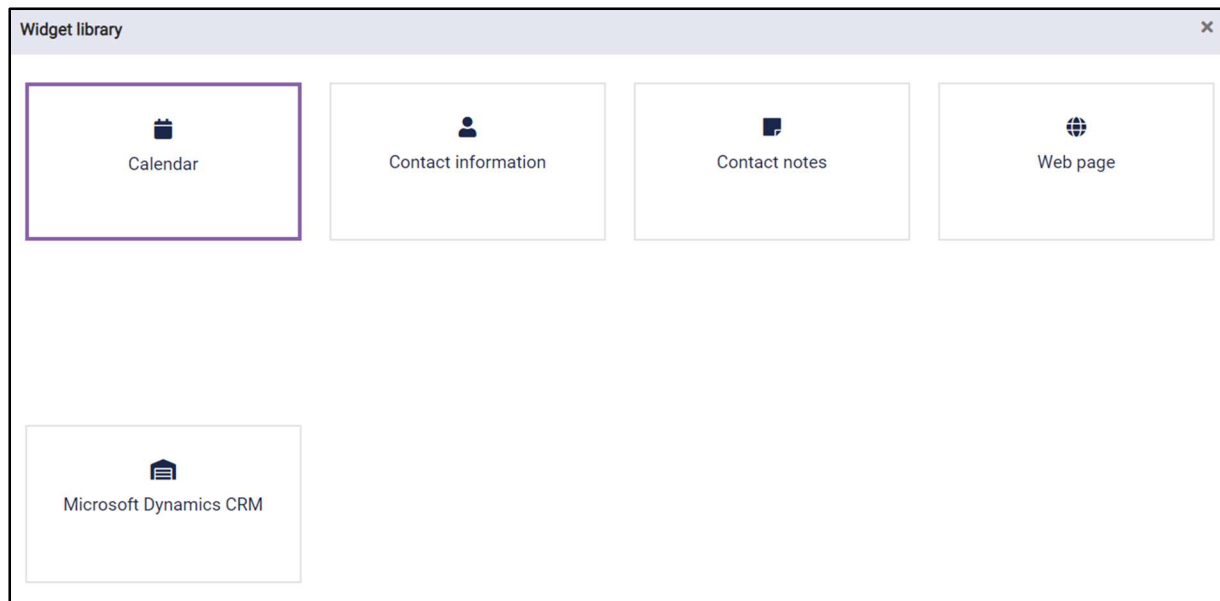 Widget library
Calendar
Contact information
Contact notes
Web page
Microsoft Dynamics CRM